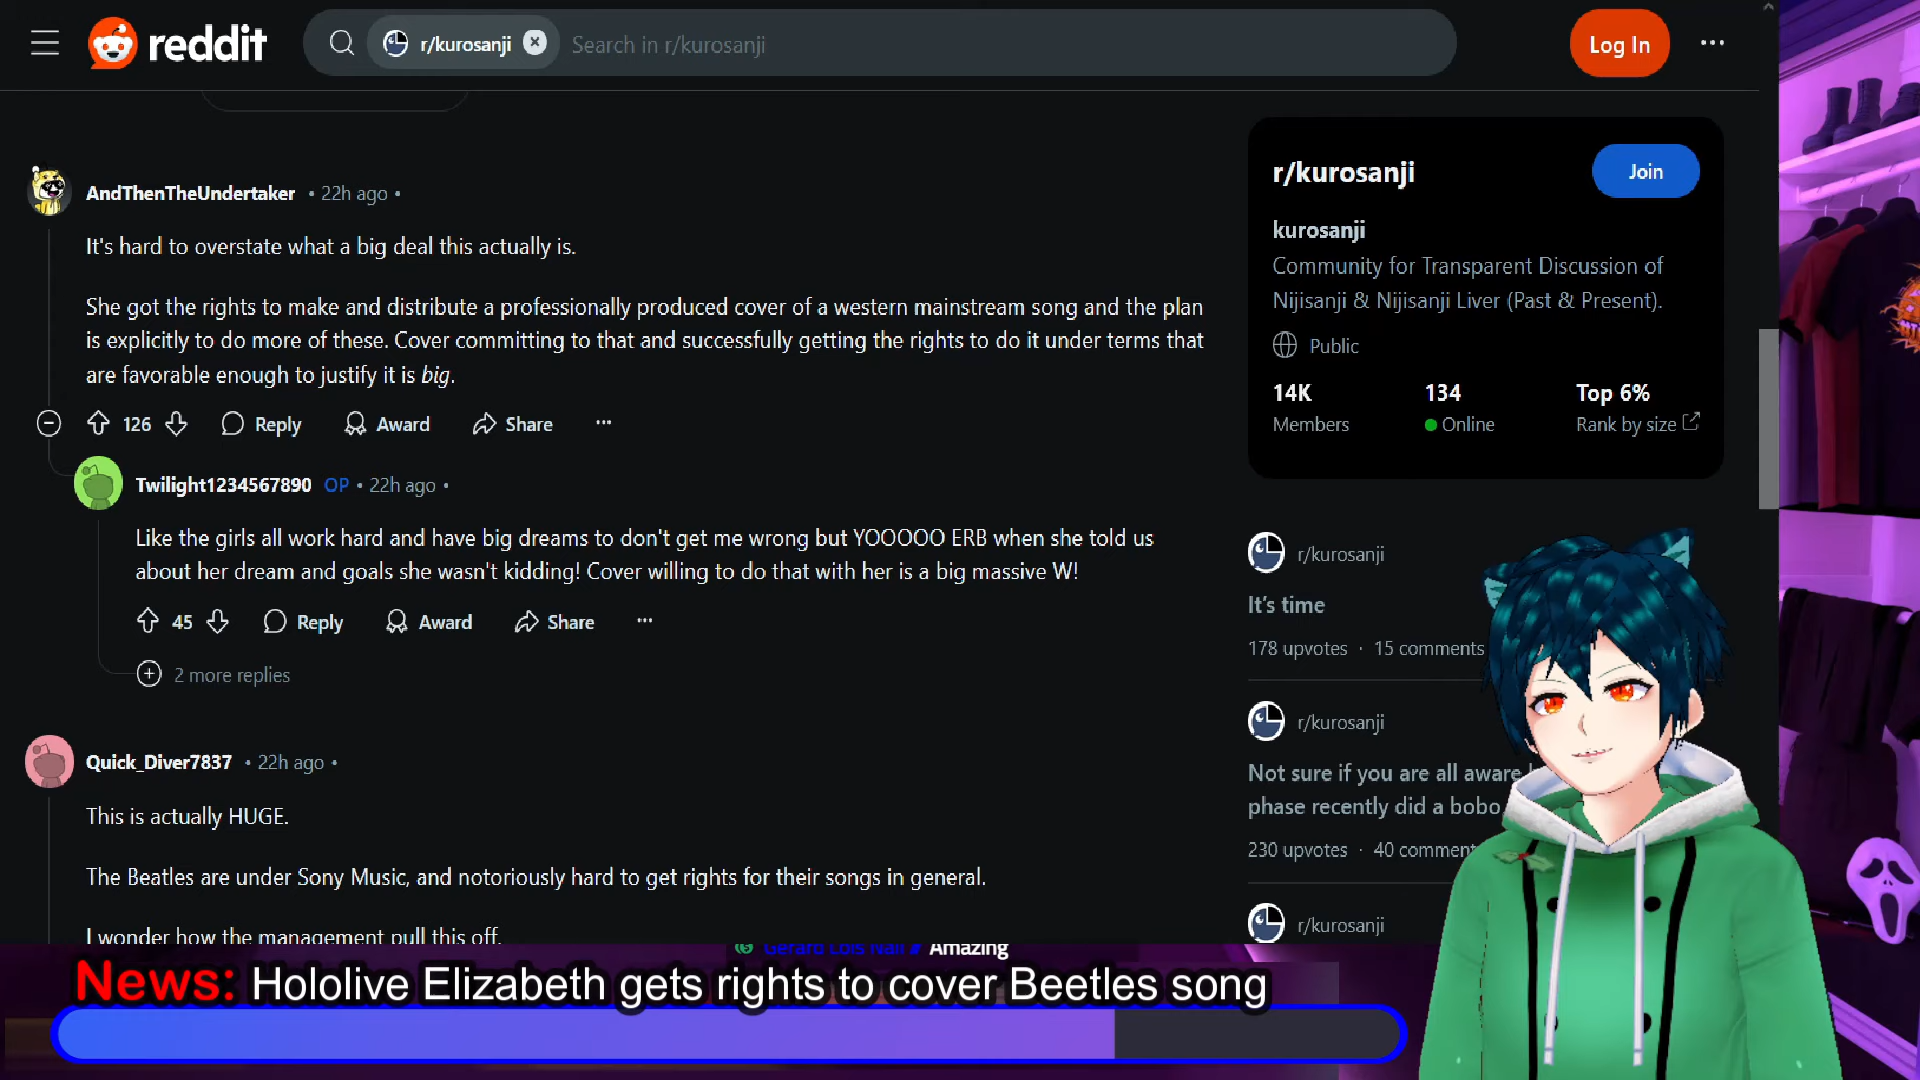 reddit
r/kurosanji
Search in r/kurosanji
Log In
AndThenTheUndertaker • 22h ago •
It's hard to overstate what a big deal this actually is.
She got the rights to make and distribute a professionally produced cover of a western mainstream song and the plan
is explicitly to do more of these. Cover committing to that and successfully getting the rights to do it under terms that
are favorable enough to justify it is big.
126 Reply Award Share
Twilight1234567890 OP • 22h ago •
Like the girls all work hard and have big dreams to don't get me wrong but YOOOOO ERB when she told us
about her dream and goals she wasn't kidding! Cover willing to do that with her is a big massive W!
45 Reply Award Share
2 more replies
Quick_Diver7837 • 22h ago •
This is actually HUGE.
The Beatles are under Sony Music, and notoriously hard to get rights for their songs in general.
I wonder how the management pull this off.
r/kurosanji
Join
kurosanji
Community for Transparent Discussion of
Nijisanji & Nijisanji Liver (Past & Present).
Public
14K 134 Top 6%
Members Online Rank by size
r/kurosanji
It's time
178 upvotes · 15 comments
r/kurosanji
Not sure if you are all aware
phase recently did a bobo
230 upvotes · 40 comment
r/kurosanji
Amazing
News: Hololive Elizabeth gets rights to cover Beetles song